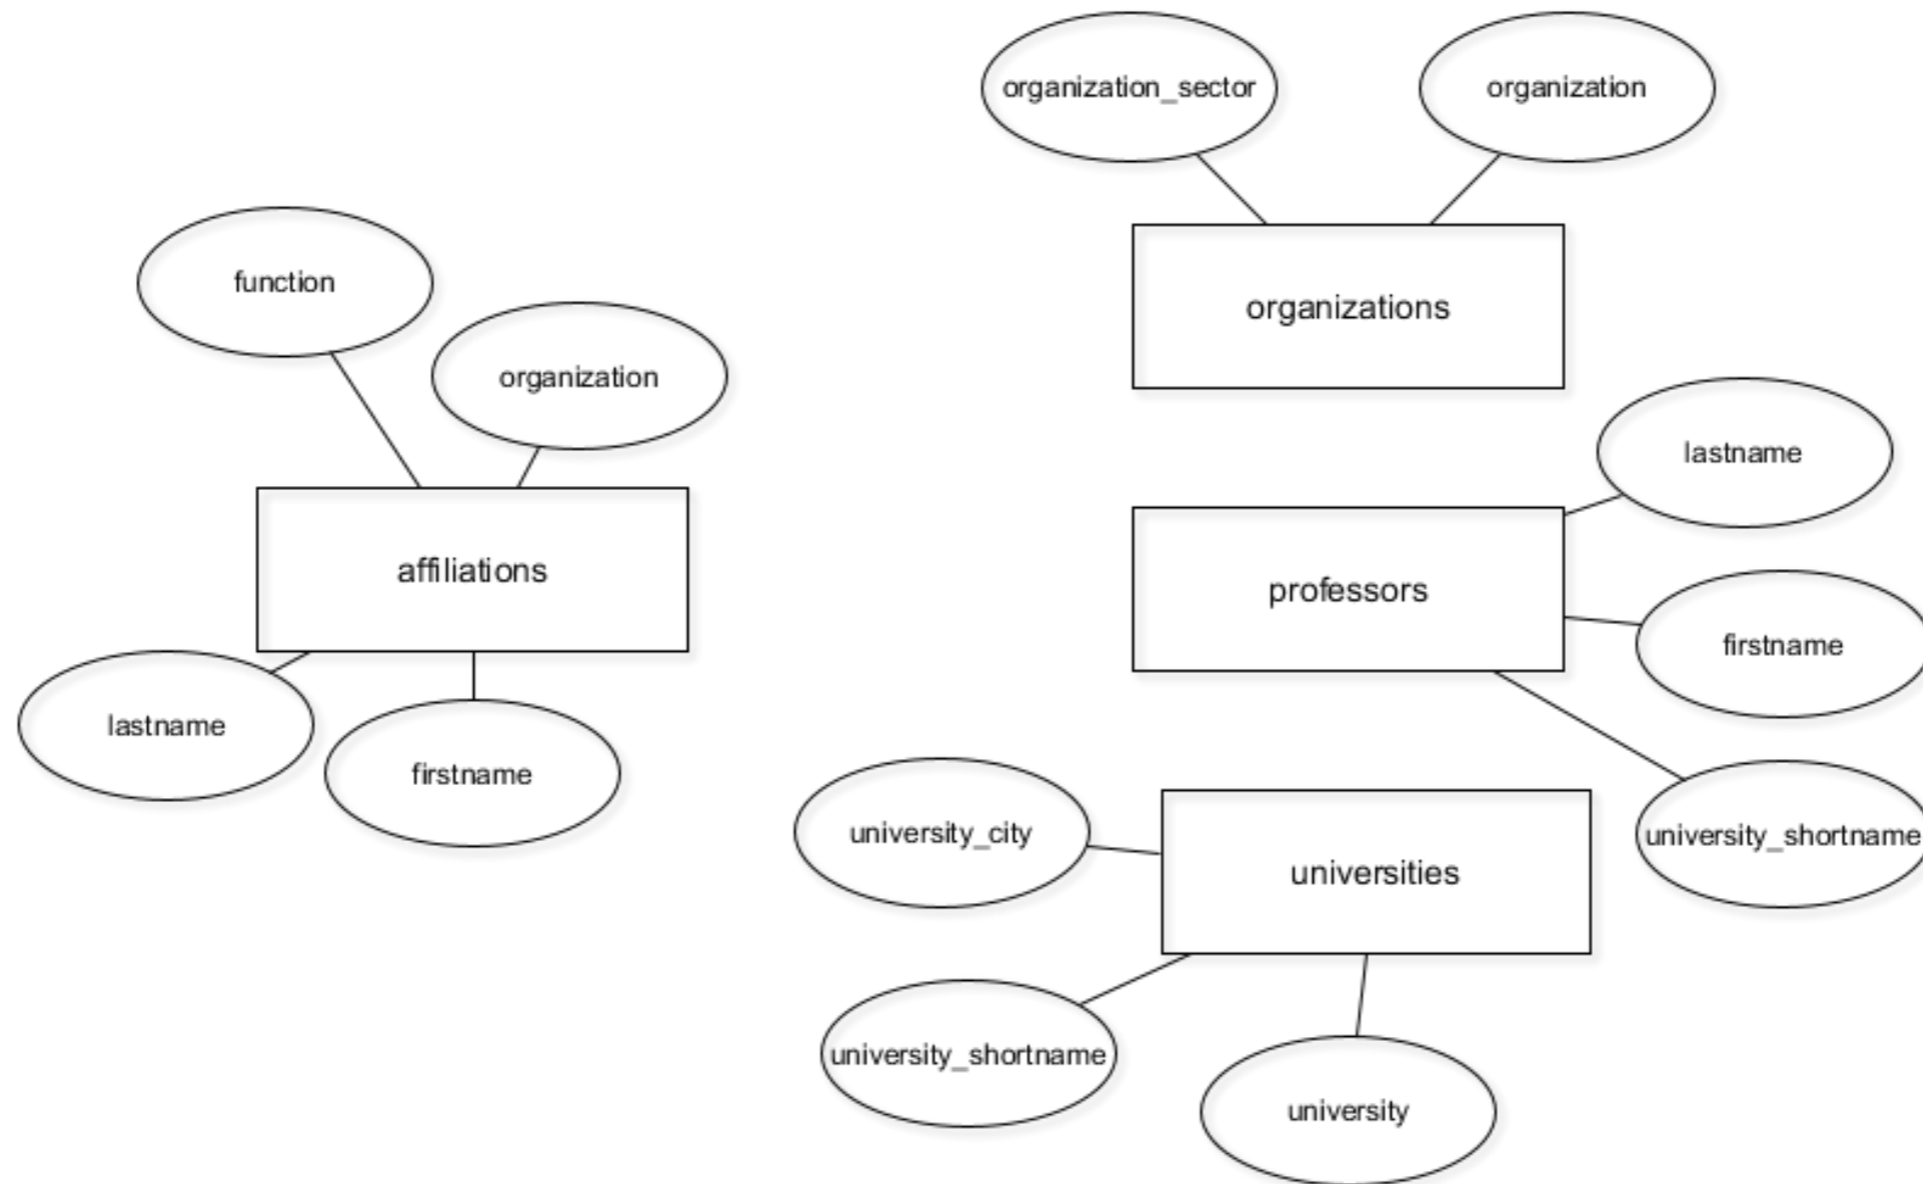 organization_sector
organization
function
organization
organizations
lastname
affiliations
professors
firstname
lastname
firstname
university_city
university_shortname
universities
university_shortname
university